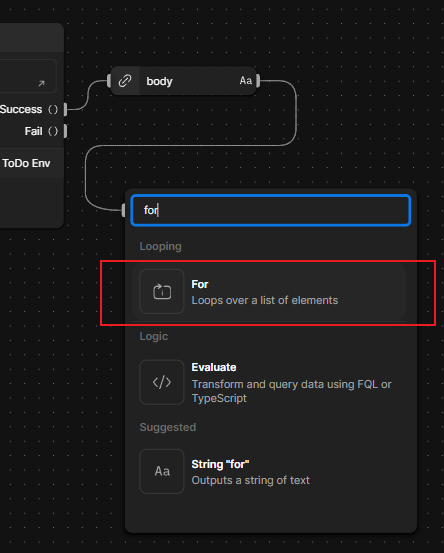 body Aa
Success ()
Fail ()
ToDo Env
for
Looping
For
Loops over a list of elements
Logic
</>
Evaluate
Transform and query data using FQL or
TypeScript
Suggested
Aa
String "for"
Outputs a string of text